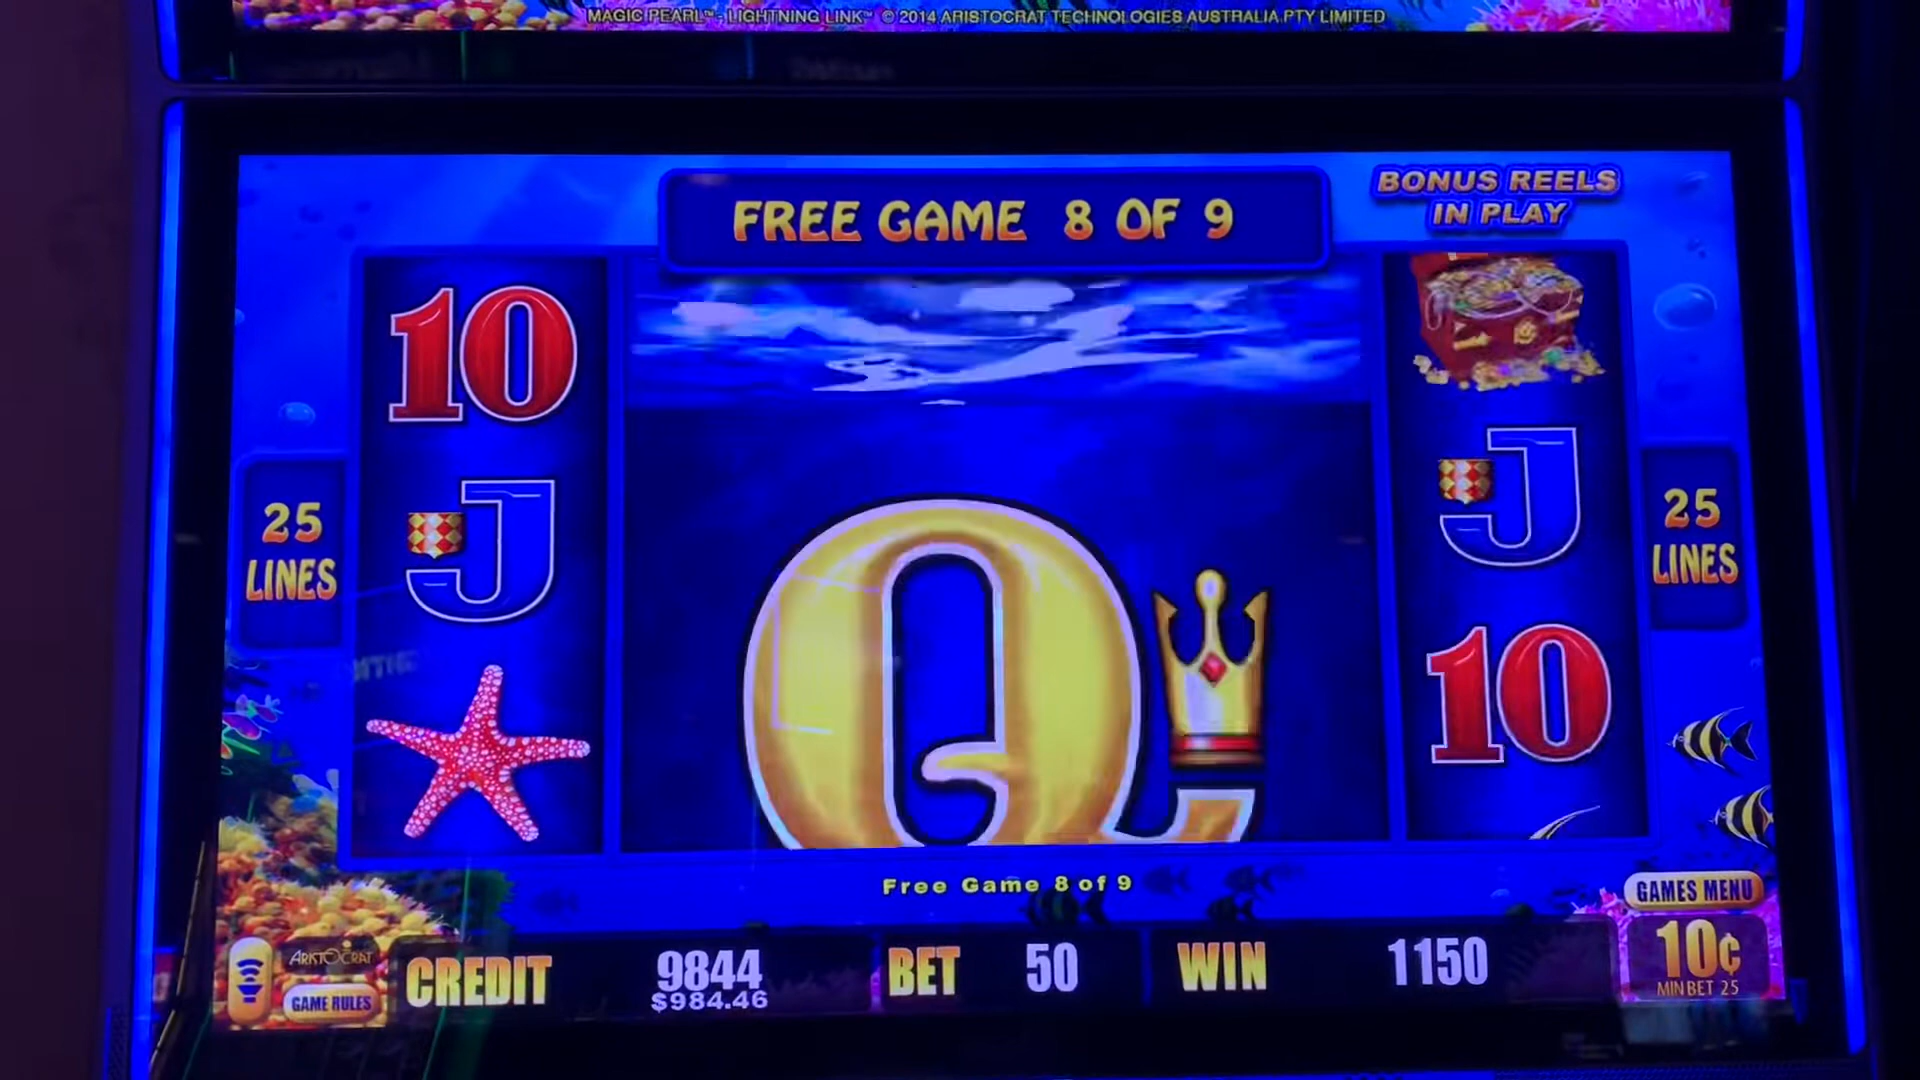 MAGIC PEARL™ - LIGHTNING LINK™ © 2014 ARISTOCRAT TECHNOLOGIES AUSTRALIA PTY LIMITED
FREE GAME 8 OF 9
BONUS REELS
IN PLAY
10
J
25
LINES
Q
J
10
25
LINES
Free Game 8 of 9
GAMES MENU
ARISTOCRAT
GAME RULES
CREDIT
9844
$984.46
BET 50
WIN 1150
10¢
MIN BET 25